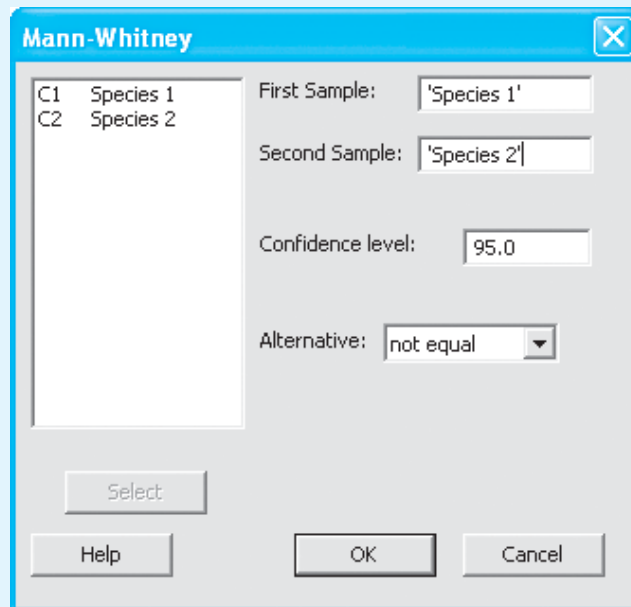 Mann-Whitney
C1 Species 1
C2 Species 2
First Sample: 'Species 1'
Second Sample: 'Species 2'
Confidence level: 95.0
Alternative: not equal
Select
Help OK Cancel